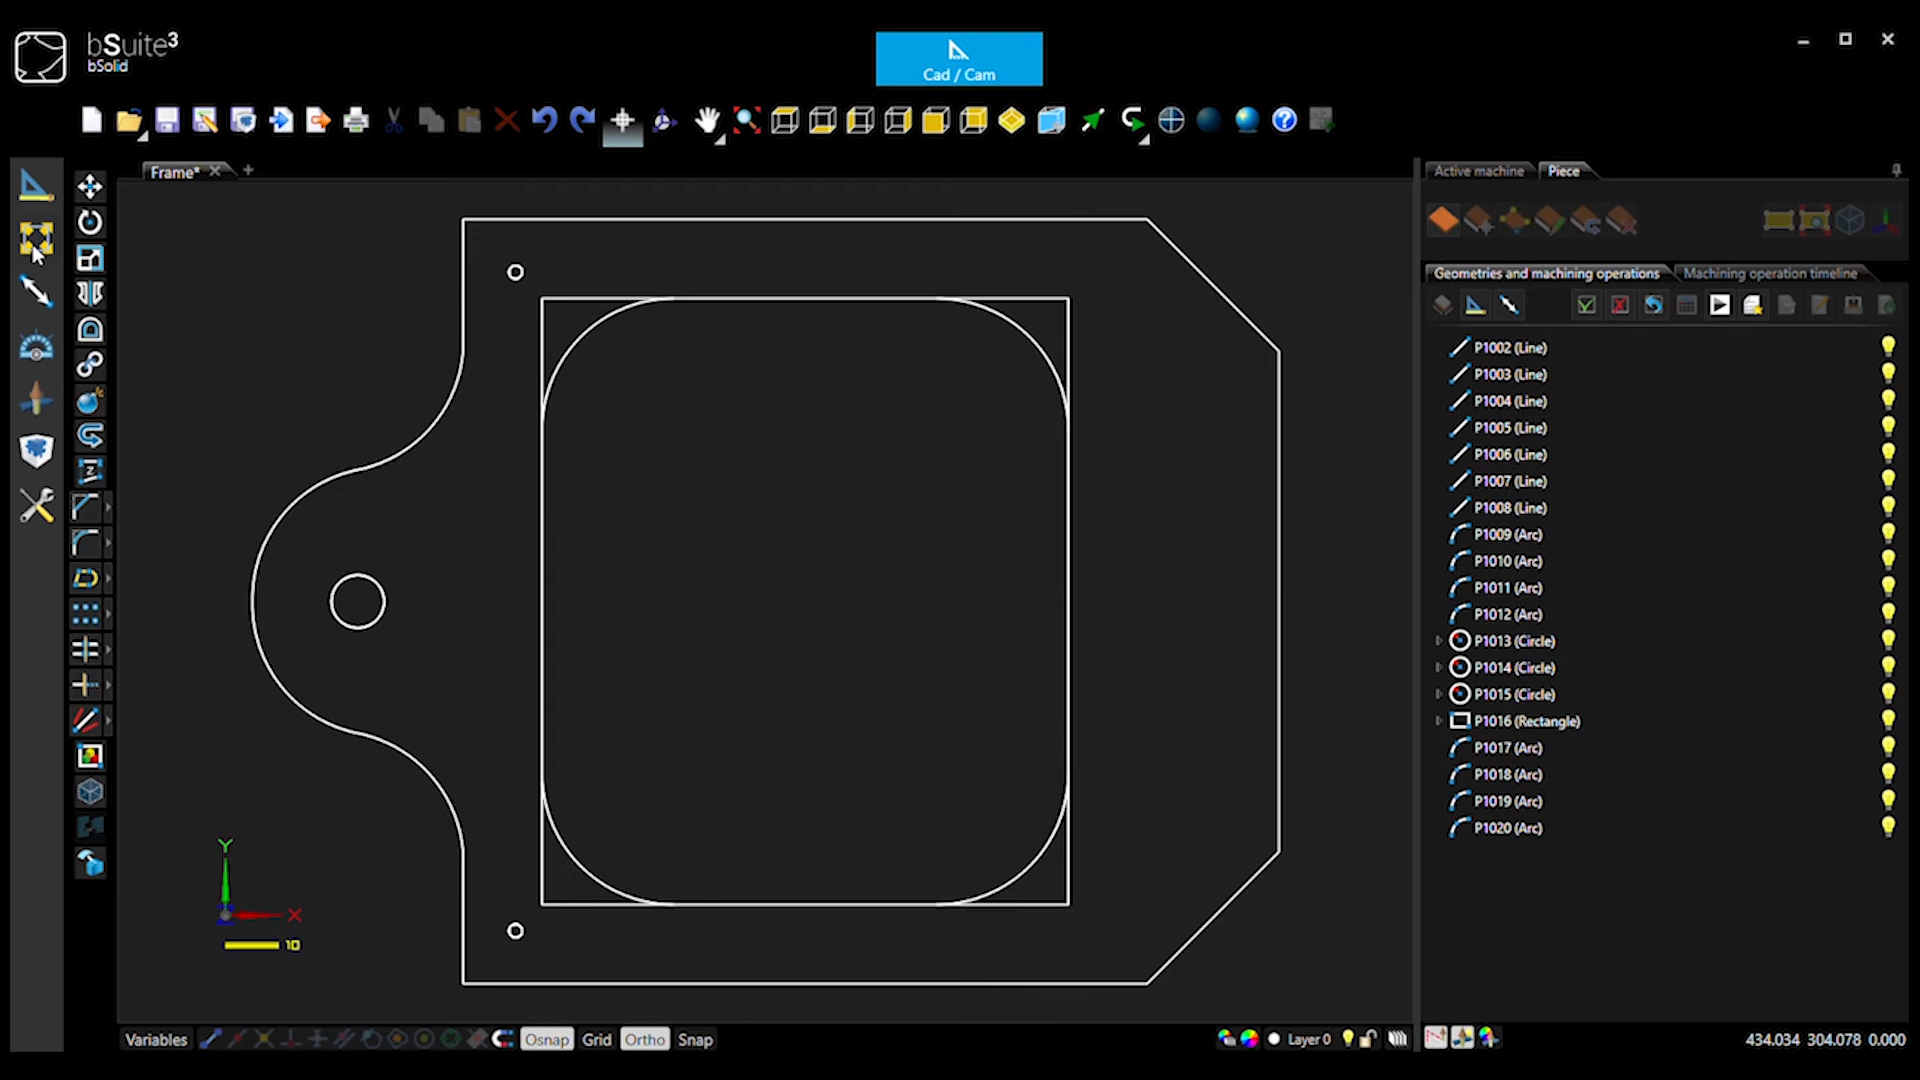 bSuite³
bSolid
Cad / Cam
Frame*
Active machine
Piece
Geometries and machining operations
Machining operation timeline
P1002 (Line)
P1003 (Line)
P1004 (Line)
P1005 (Line)
P1006 (Line)
P1007 (Line)
P1008 (Line)
P1009 (Arc)
P1010 (Arc)
P1011 (Arc)
P1012 (Arc)
P1013 (Circle)
P1014 (Circle)
P1015 (Circle)
P1016 (Rectangle)
P1017 (Arc)
P1018 (Arc)
P1019 (Arc)
P1020 (Arc)
Y
X
10
Variables
Osnap
Grid
Ortho
Snap
Layer 0
434.034 304.078 0.000